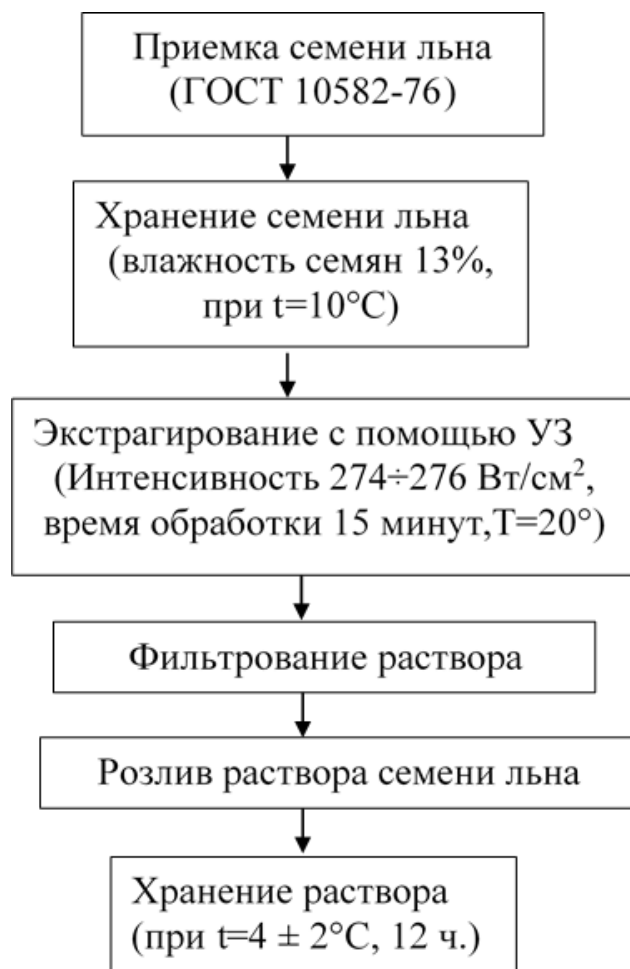 Приемка семени льна
(ГОСТ 10582-76)
Хранение семени льна
(влажность семян 13%,
при t=10°C)
Экстрагирование с помощью УЗ
(Интенсивность 274÷276 Вт/см²,
время обработки 15 минут,Т=20°)
Фильтрование раствора
Розлив раствора семени льна
Хранение раствора
(при t=4 ± 2°C, 12 ч.)